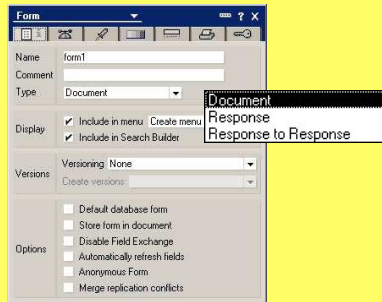 Form ? X
Name form1
Comment
Type Document
Document
Response
Response to Response
Display Include in menu Create menu
Include in Search Builder
Versions Versioning None
Create versions
Options Default database form
Store form in document
Disable Field Exchange
Automatically refresh fields
Anonymous Form
Merge replication conflicts